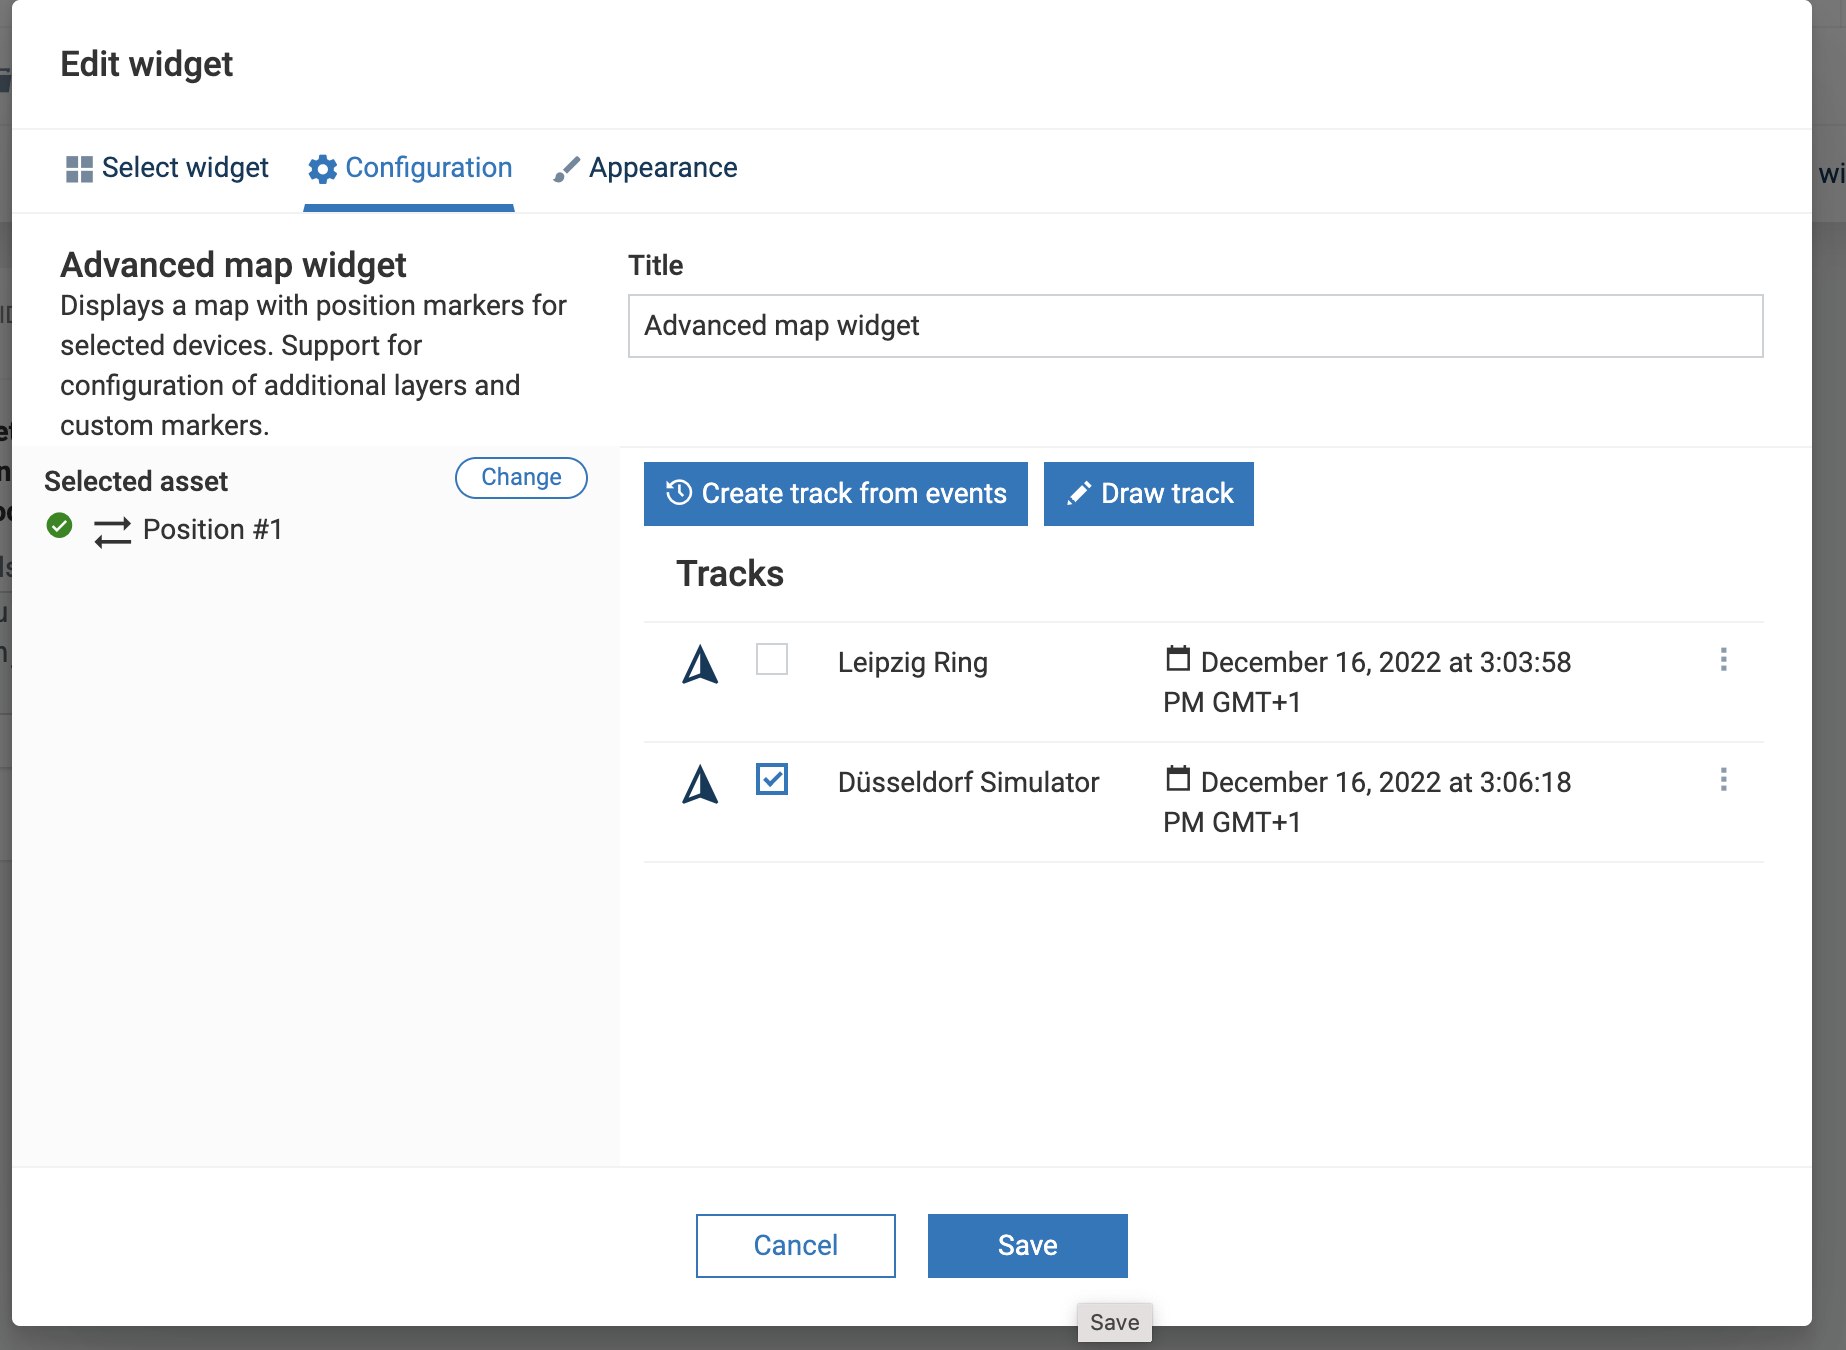 Edit widget
Select widget Configuration Appearance
Advanced map widget
Displays a map with position markers for
selected devices. Support for
configuration of additional layers and
custom markers.
Title
Advanced map widget
Selected asset Change
Position #1
Create track from events Draw track
Tracks
Leipzig Ring December 16, 2022 at 3:03:58
PM GMT+1
Düsseldorf Simulator December 16, 2022 at 3:06:18
PM GMT+1
Cancel Save
Save